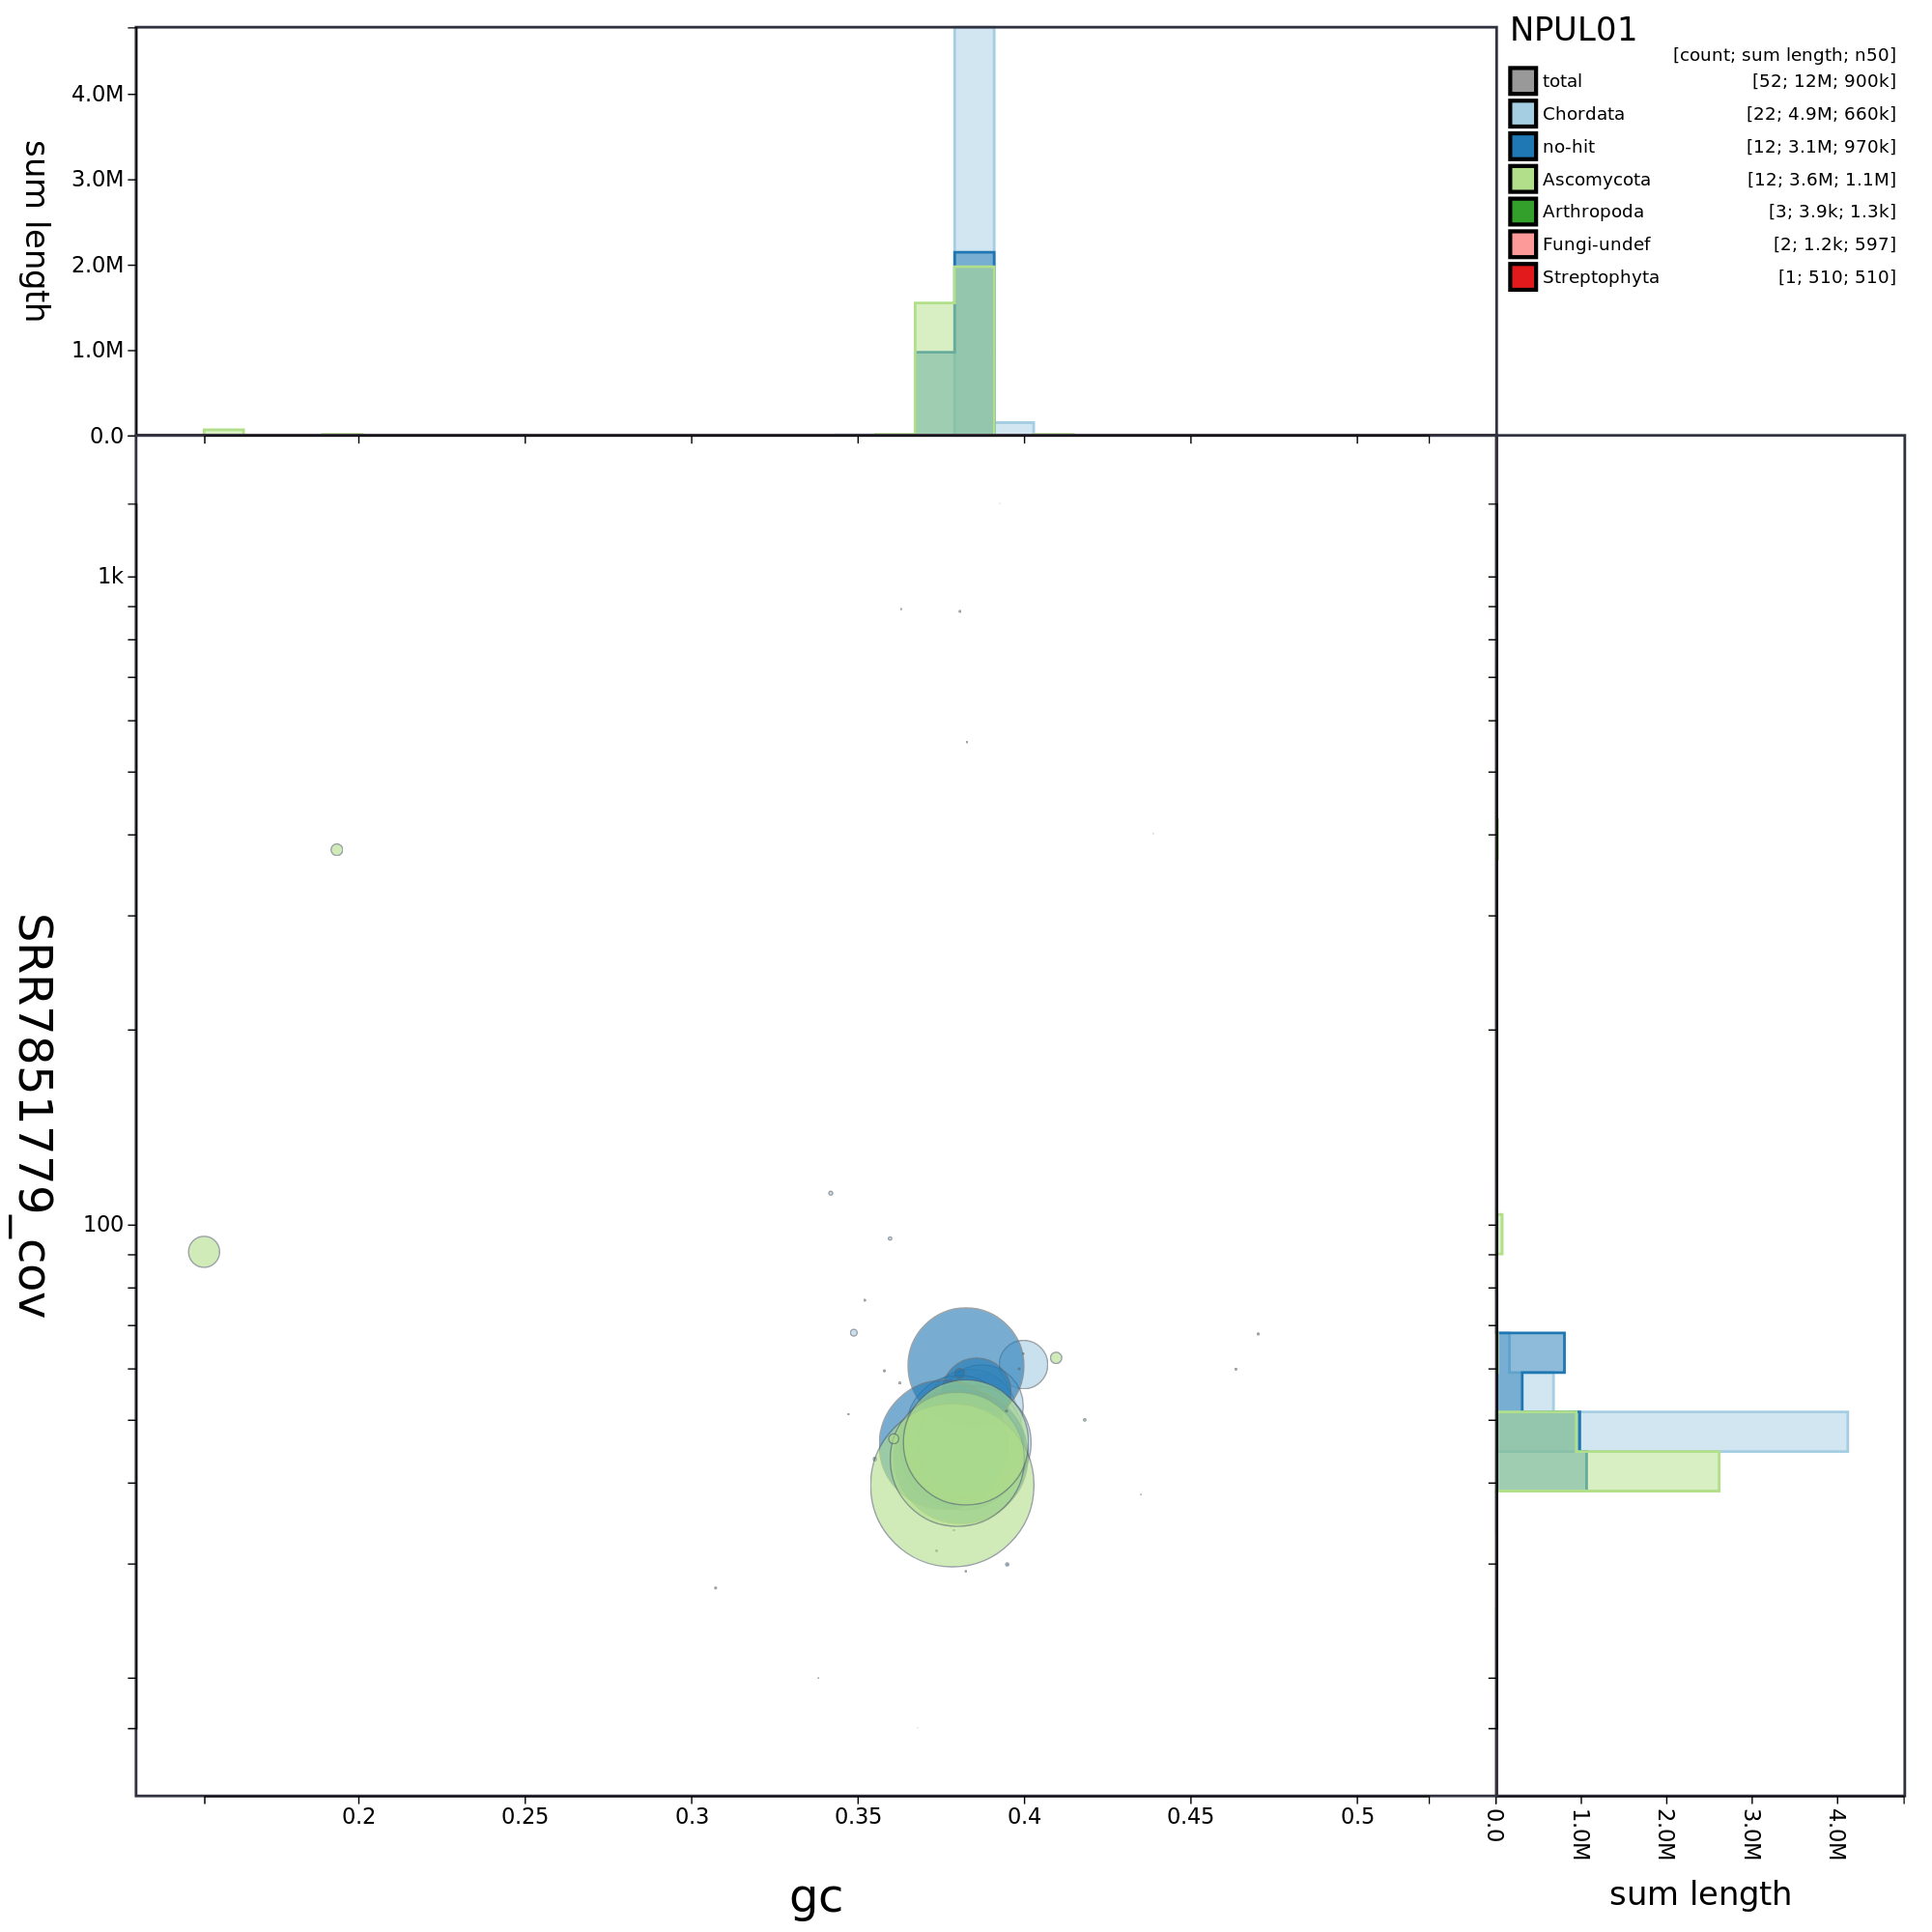 NPUL01
[count; sum length; n50]
total [52; 12M; 900k]
Chordata [22; 4.9M; 660k]
no-hit [12; 3.1M; 970k]
Ascomycota [12; 3.6M; 1.1M]
Arthropoda [3; 3.9k; 1.3k]
Fungi-undef [2; 1.2k; 597]
Streptophyta [1; 510; 510]
sum length
4.0M
3.0M
2.0M
1.0M
0.0
SRR7851779_cov
1k
100
0.2 0.25 0.3 0.35 0.4 0.45 0.5
gc
0.0 1.0M 2.0M 3.0M 4.0M
sum length